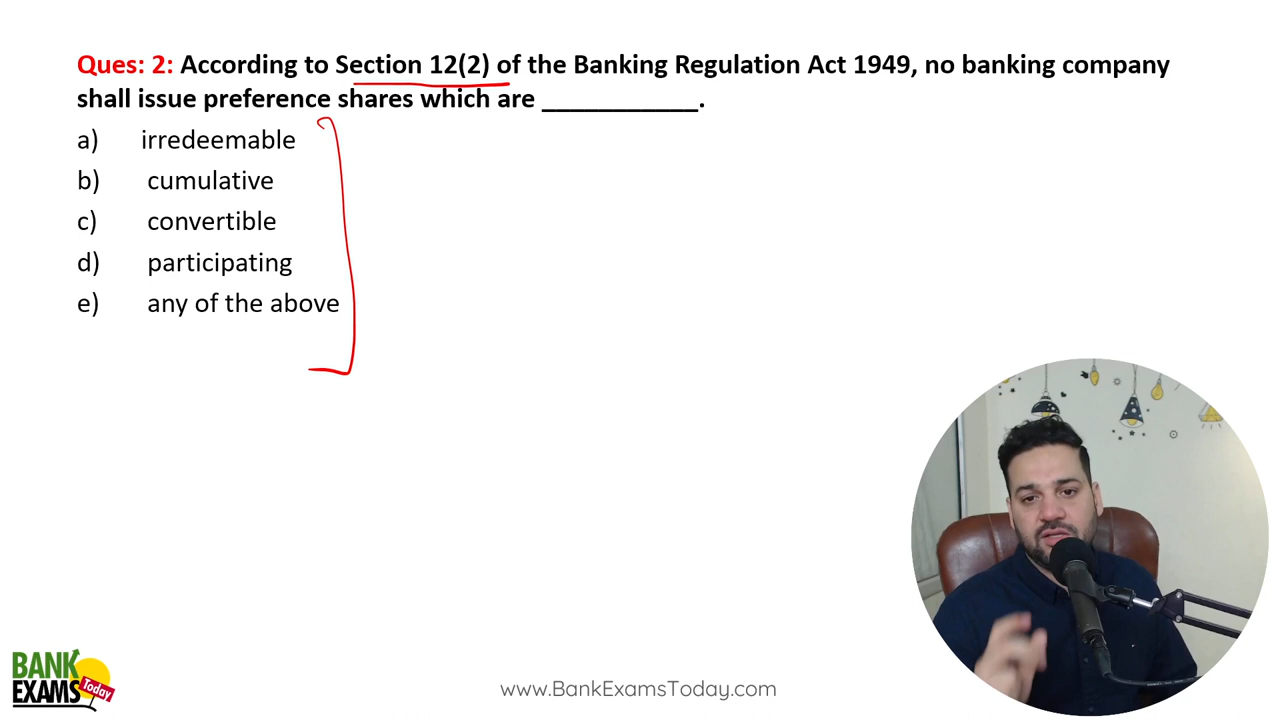 Ques: 2: According to Section 12(2) of the Banking Regulation Act 1949, no banking company
shall issue preference shares which are ____________.
a) irredeemable
b) cumulative
c) convertible
d) participating
e) any of the above
BANK
EXAMS
Today
www.BankExamsToday.com